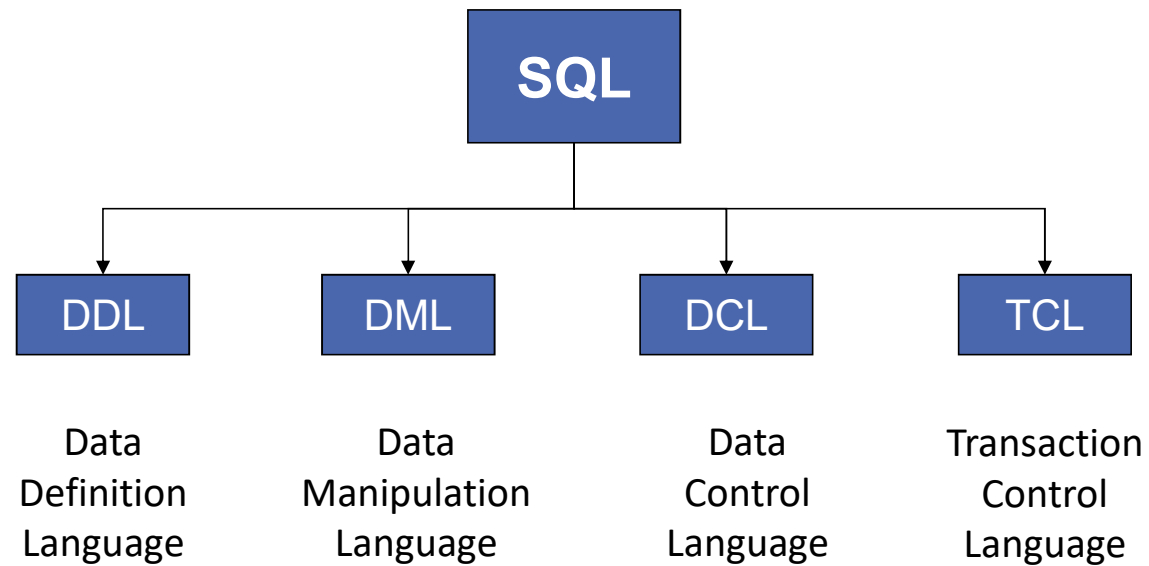 SQL
DDL
DML
DCL
TCL
Data
Definition
Language
Data
Manipulation
Language
Data
Control
Language
Transaction
Control
Language